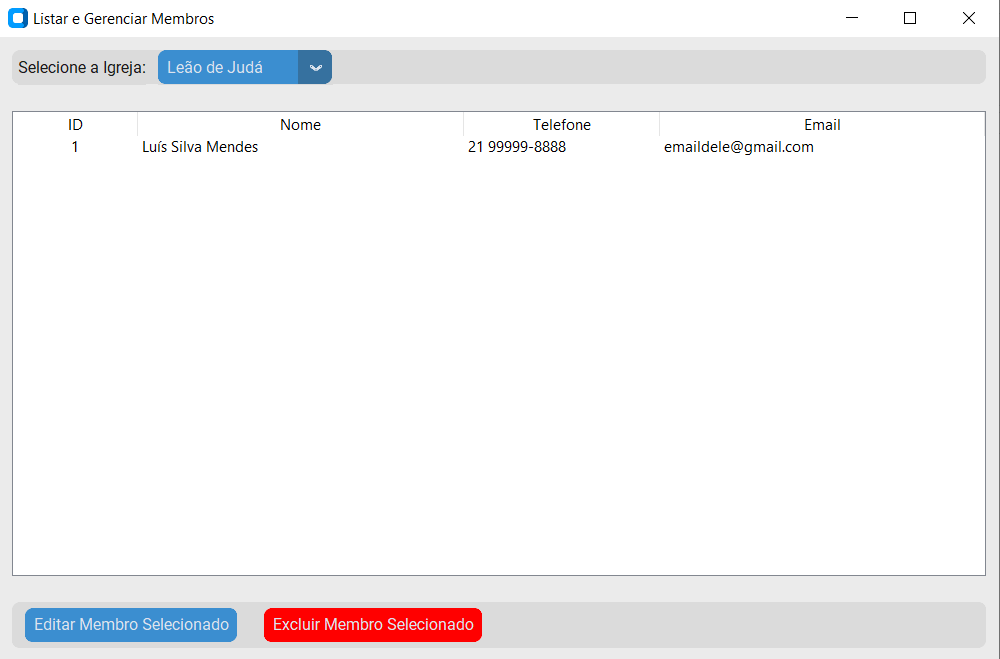 Listar e Gerenciar Membros
Selecione a Igreja: Leão de Judá
ID Nome Telefone Email
1 Luís Silva Mendes 21 99999-8888 emaildele@gmail.com
Editar Membro Selecionado Excluir Membro Selecionado